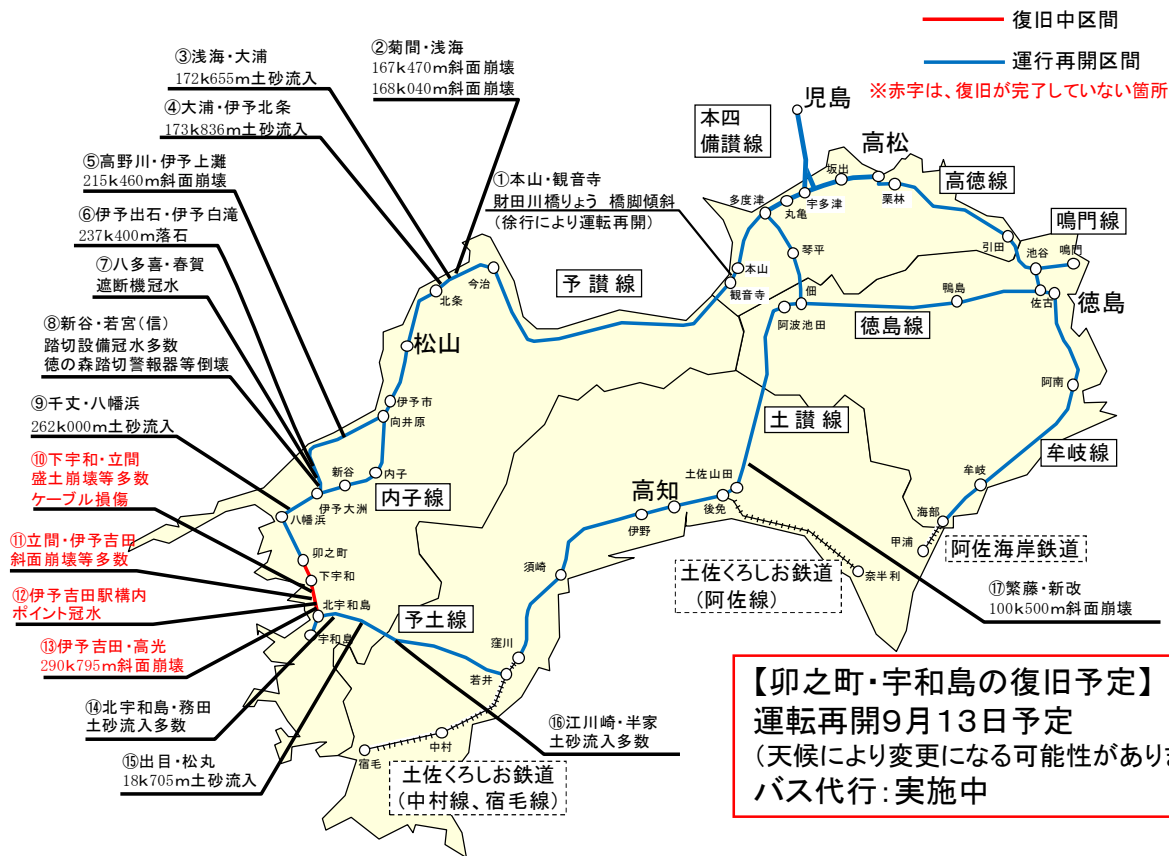 復旧中区間
運行再開区間
※赤字は、復旧が完了していない箇所
①本山・観音寺
財田川橋りょう 橋脚傾斜
(徐行により運転再開)
②菊間・浅海
167k470m斜面崩壊
168k040m斜面崩壊
③浅海・大浦
172k655m土砂流入
④大浦・伊予北条
173k836m土砂流入
⑤高野川・伊予上灘
215k460m斜面崩壊
⑥伊予出石・伊予白滝
237k400m落石
⑦八多喜・春賀
遮断機冠水
⑧新谷・若宮(信)
踏切設備冠水多数
徳の森踏切警報器等倒壊
⑨千丈・八幡浜
262k000m土砂流入
⑩下宇和・立間
盛土崩壊等多数
ケーブル損傷
⑪立間・伊予吉田
斜面崩壊等多数
⑫伊予吉田駅構内
ポイント冠水
⑬伊予吉田・高光
290k795m斜面崩壊
⑭北宇和島・務田
土砂流入多数
⑮出目・松丸
18k705m土砂流入
⑯江川崎・半家
土砂流入多数
⑰繁藤・新改
100k500m斜面崩壊
本四
備讃線
児島
高松
高徳線
鳴門線
坂出
宇多津
丸亀
多度津
栗林
引田
池谷
鳴門
佐古
徳島
琴平
本山
観音寺
佃
阿波池田
鴨島
徳島線
予讃線
今治
北条
松山
伊予市
向井原
内子
新谷
伊予大洲
内子線
八幡浜
卯之町
下宇和
北宇和島
宇和島
予土線
若井
窪川
須崎
伊野
高知
後免
土佐山田
土讃線
阿南
牟岐線
牟岐
海部
甲浦
阿佐海岸鉄道
奈半利
土佐くろしお鉄道
(阿佐線)
中村
宿毛
土佐くろしお鉄道
(中村線、宿毛線)
【卯之町・宇和島の復旧予定】
運転再開9月13日予定
(天候により変更になる可能性があり
バス代行:実施中